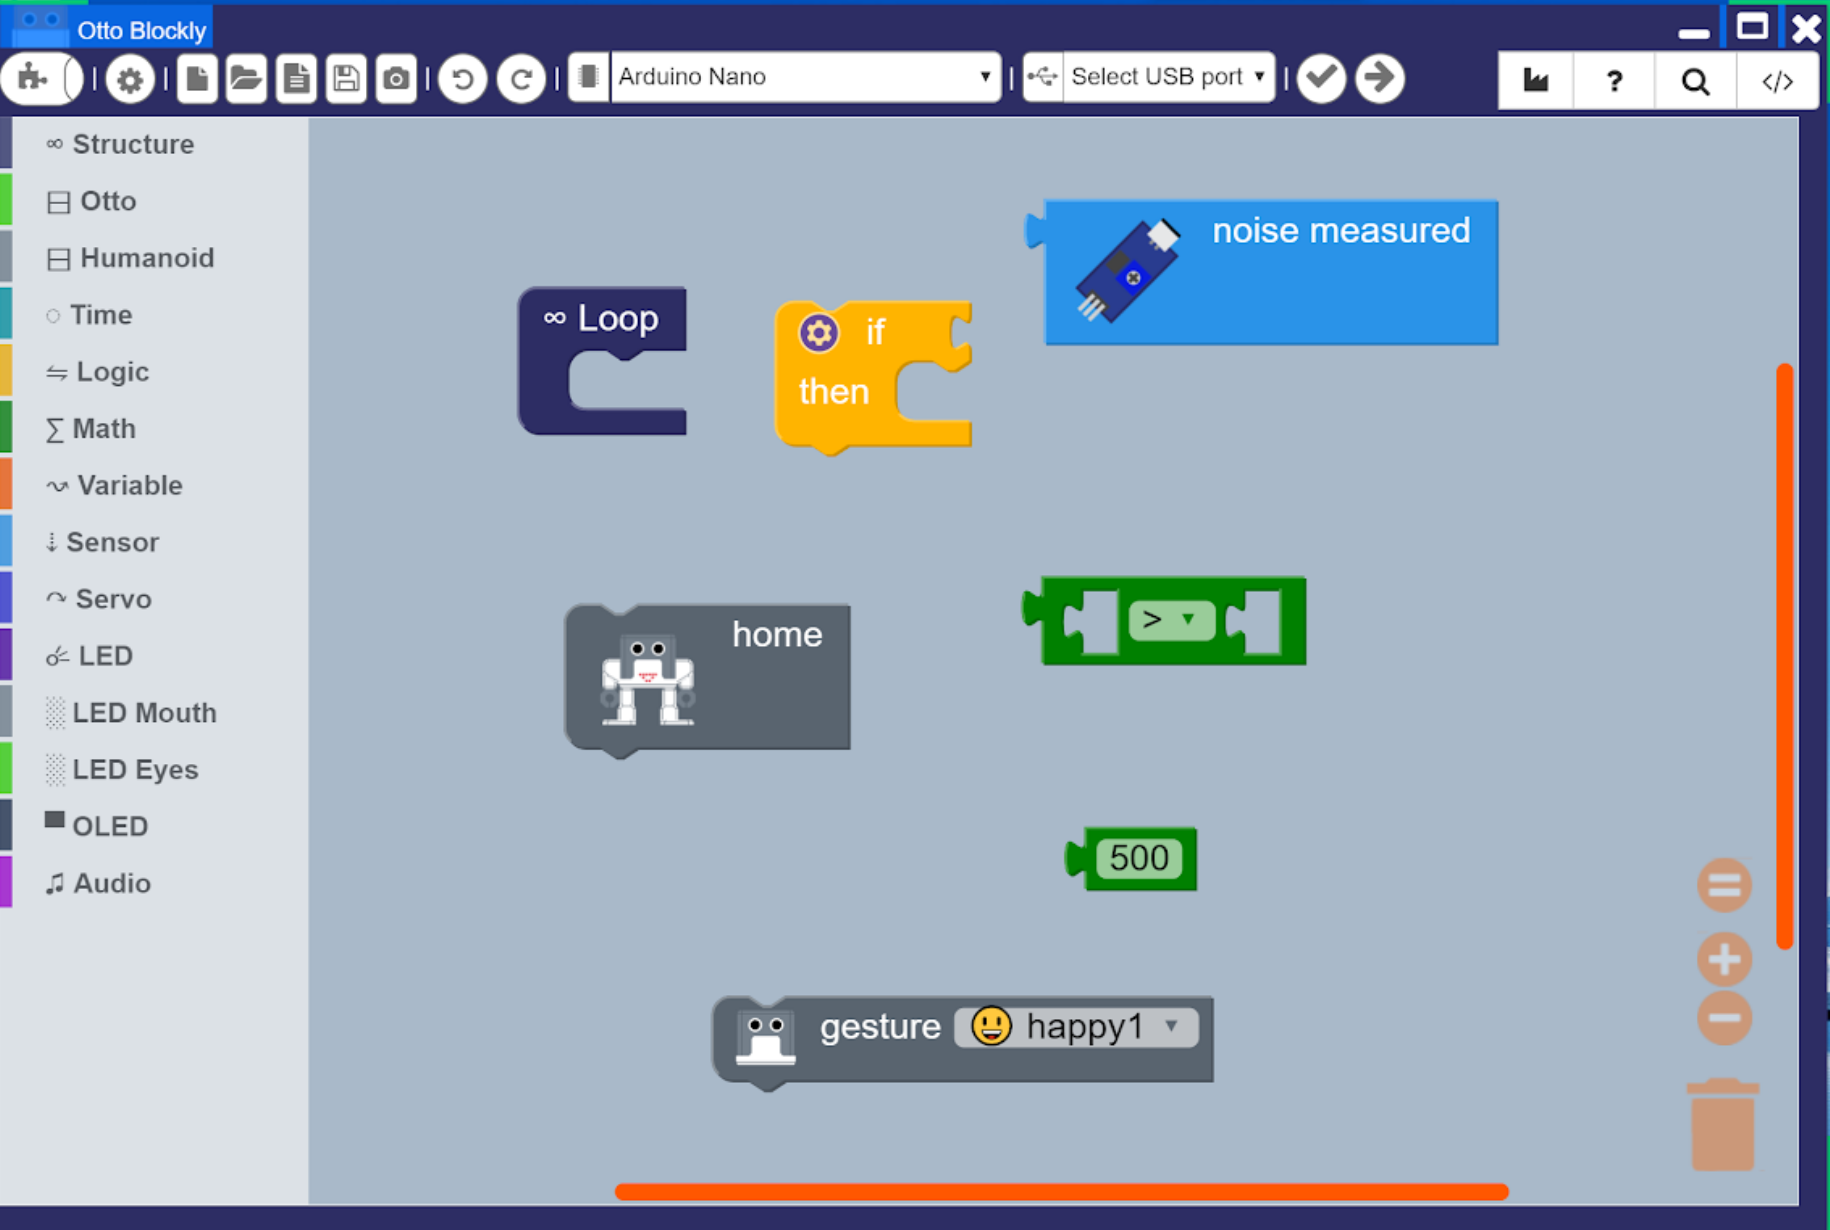 Otto Blockly
Arduino Nano
Select USB port
?
</>
∞ Structure
Otto
Humanoid
Time
Logic
∑ Math
Variable
Sensor
Servo
LED
LED Mouth
LED Eyes
OLED
Audio
noise measured
∞ Loop
if
then
home
>
500
gesture 😃 happy1